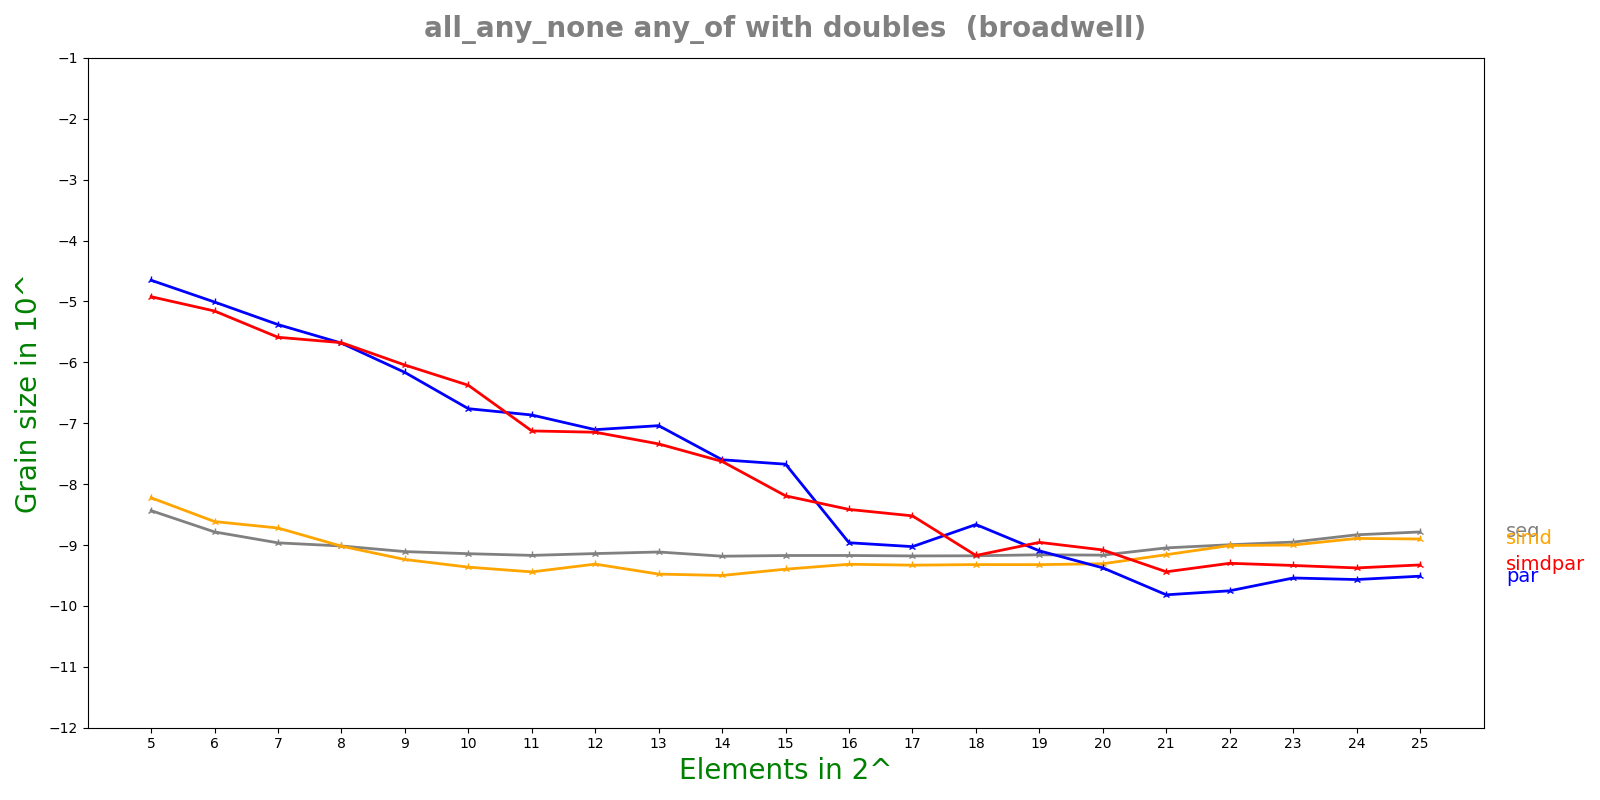 all_any_none any_of with doubles (broadwell)
Grain size in 10^
−1
−2
−3
−4
−5
−6
−7
−8
−9
−10
−11
−12
seq
simd
simdpar
par
5 6 7 8 9 10 11 12 13 14 15 16 17 18 19 20 21 22 23 24 25
Elements in 2^